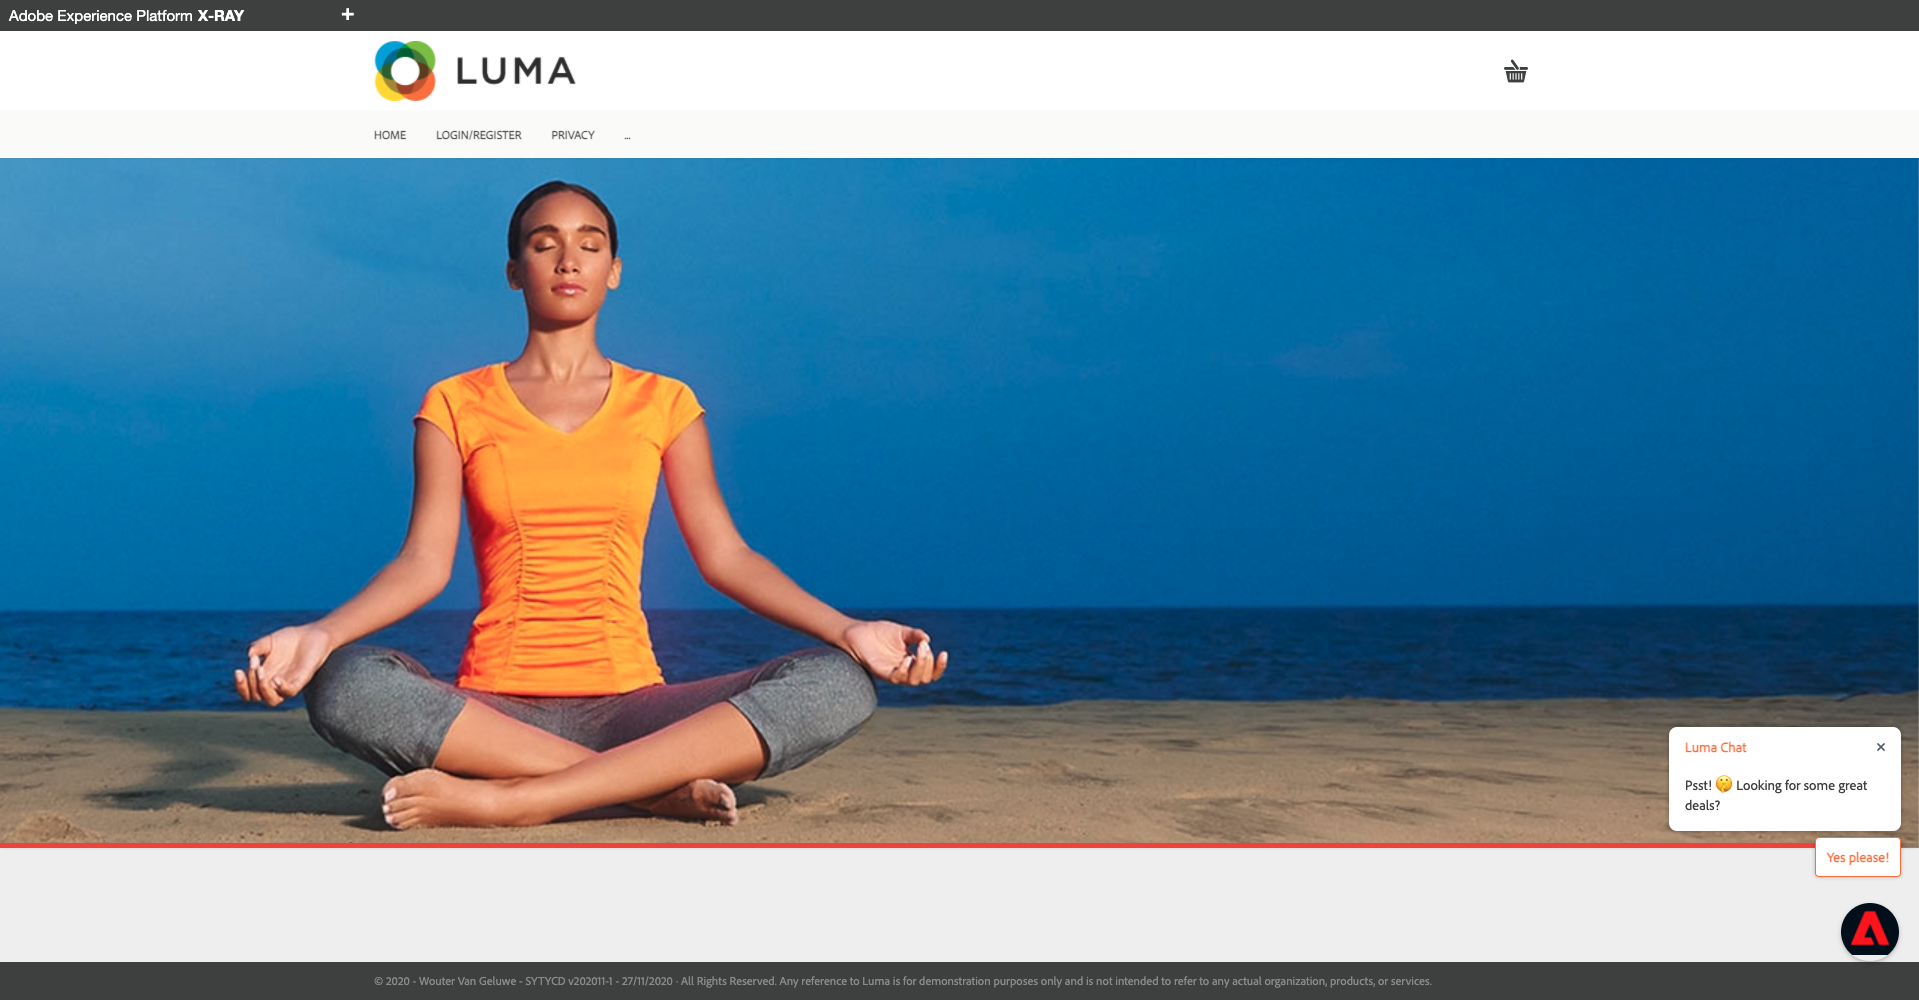 Adobe Experience Platform X-RAY
LUMA
HOME LOGIN/REGISTER PRIVACY ...
Luma Chat
Psst! 🤫 Looking for some great
deals?
Yes please!
© 2020 - Wouter Van Geluwe - SYTYCD v202011-1 - 27/11/2020 · All Rights Reserved. Any reference to Luma is for demonstration purposes only and is not intended to refer to any actual organization, products, or services.